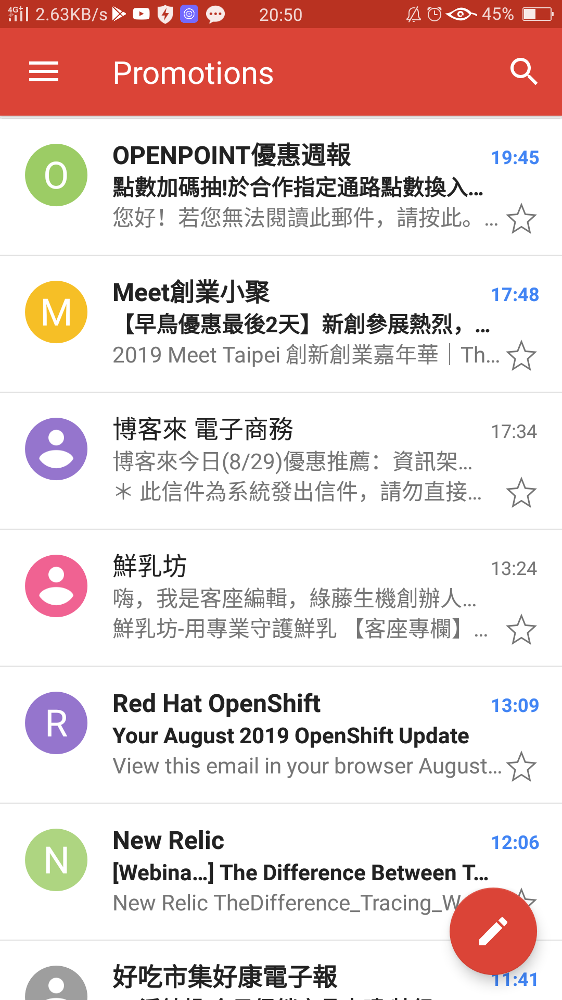 4G+ 2.63KB/s 20:50 45%
Promotions
O
OPENPOINT優惠週報 19:45
點數加碼抽!於合作指定通路點數換入...
您好！若您無法閱讀此郵件，請按此。 ...
M
Meet創業小聚 17:48
【早鳥優惠最後2天】新創參展熱烈，...
2019 Meet Taipei 創新創業嘉年華｜Th...
博客來 電子商務 17:34
博客來今日(8/29)優惠推薦：資訊架...
＊ 此信件為系統發出信件，請勿直接...
鮮乳坊 13:24
嗨，我是客座編輯，綠藤生機創辦人...
鮮乳坊-用專業守護鮮乳 【客座專欄】...
R
Red Hat OpenShift 13:09
Your August 2019 OpenShift Update
View this email in your browser August...
N
New Relic 12:06
[Webina...] The Difference Between T...
New Relic TheDifference_Tracing_W
好吃市集好康電子報 11:41